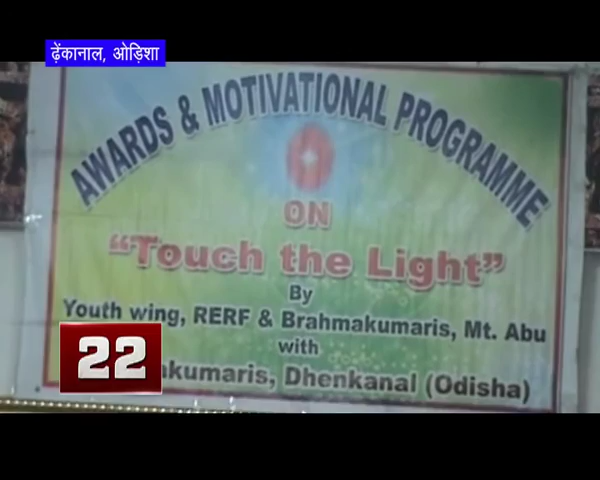 ढ़ेंकानाल, ओड़िशा
AWARDS & MOTIVATIONAL PROGRAMME
ON
“Touch the Light”
By
Youth wing, RERF & Brahmakumaris, Mt. Abu
with
Dhenkanal (Odisha)
22